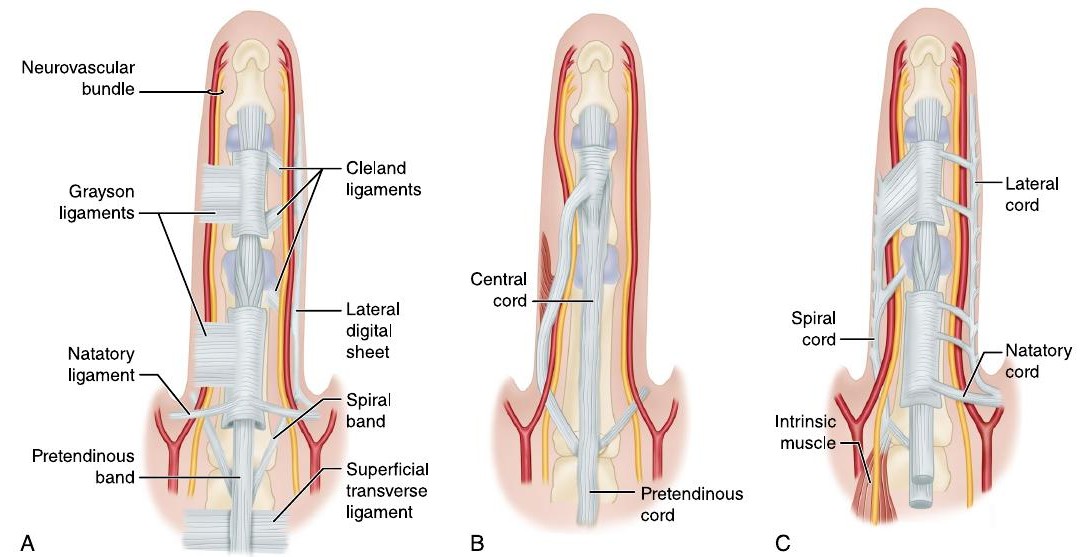 Neurovascular
bundle
Grayson
ligaments
Natatory
ligament
Pretendinous
band
Cleland
ligaments
Lateral
digital
sheet
Spiral
band
Superficial
transverse
ligament
A
Central
cord
Pretendinous
cord
B
Spiral
cord
Intrinsic
muscle
Lateral
cord
Natatory
cord
C